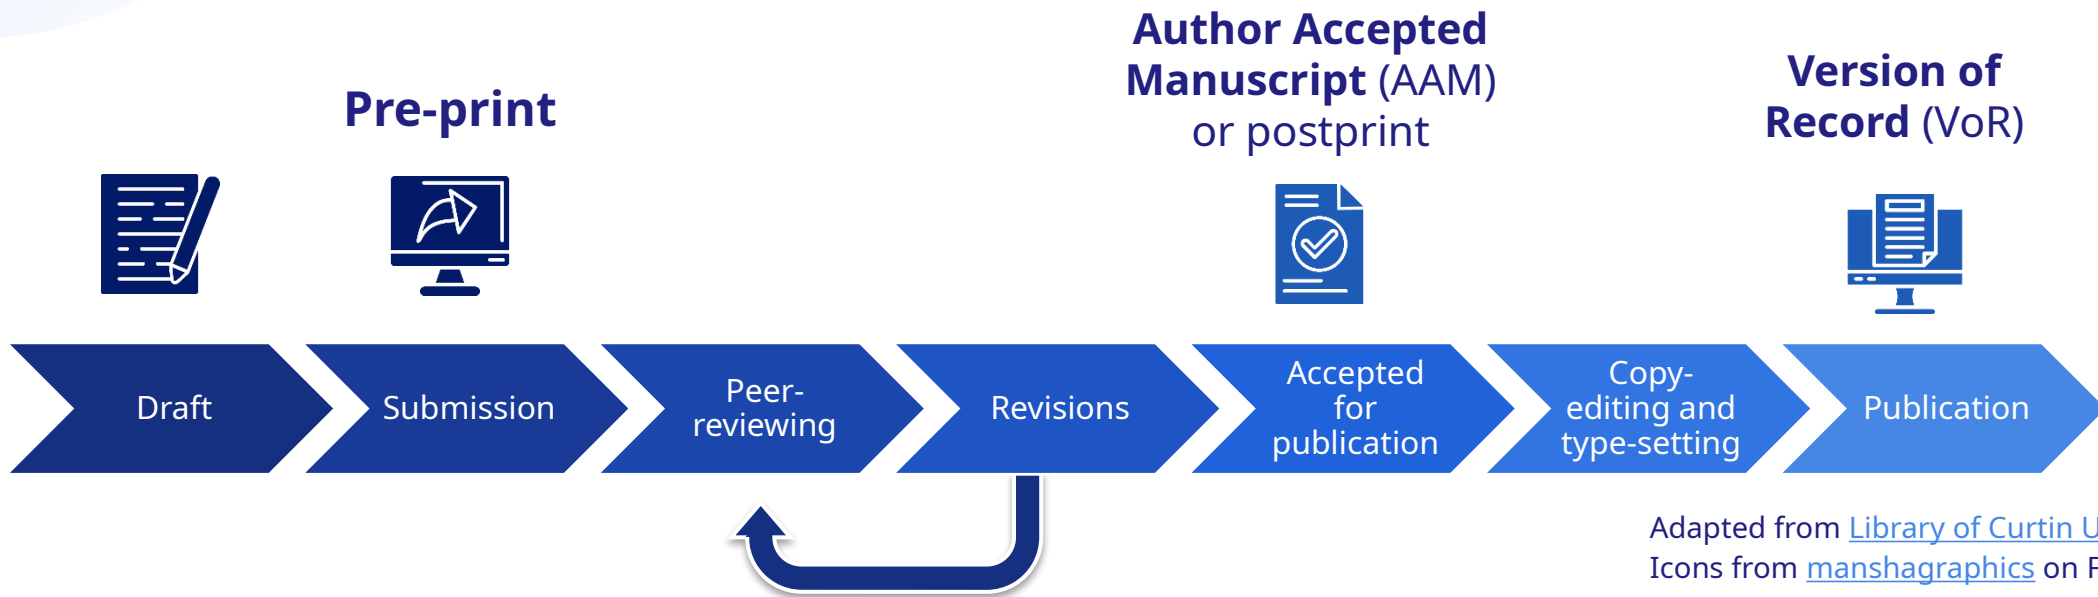 Pre-print
Author Accepted
Manuscript (AAM)
or postprint
Version of
Record (VoR)
Draft
Submission
Peer-
reviewing
Revisions
Accepted
for
publication
Copy-
editing and
type-setting
Publication
Adapted from Library of Curtin
Icons from manshagraphics on